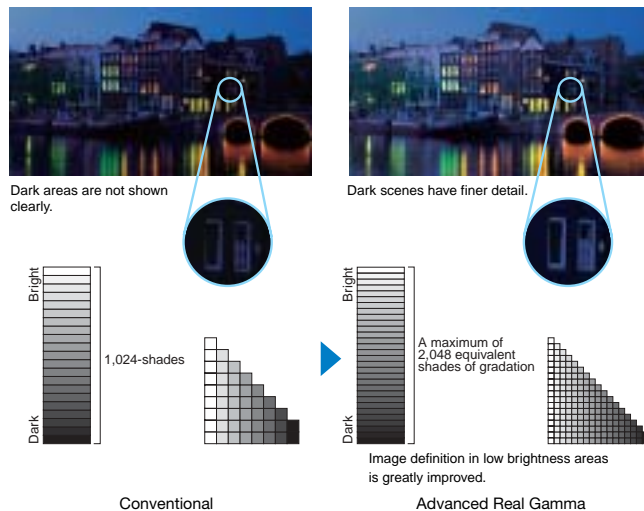 Dark areas are not shown
clearly.
Dark scenes have finer detail.
Bright
1,024-shades
Dark
Bright
A maximum of
2,048 equivalent
shades of gradation
Dark
Image definition in low brightness areas
is greatly improved.
Conventional
Advanced Real Gamma